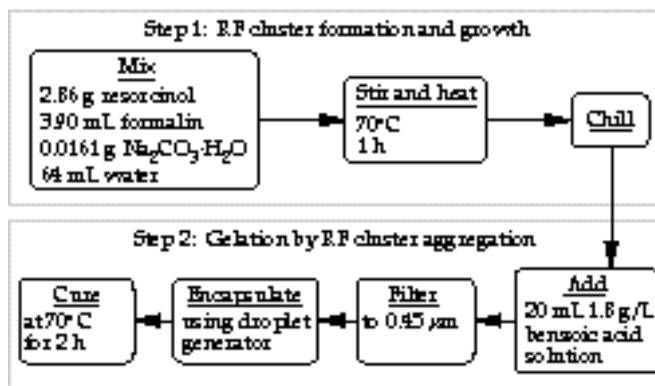 Step 1: RF cluster formation and growth
Mix
2.86 g resorcinol
3.90 mL formalin
0.0161 g Na₂CO₃·H₂O
64 mL water
Stir and heat
70°C
1 h
Chill
Step 2: Gelation by RF cluster aggregation
Add
20 mL 1.8 g/L
benzoic acid
solution
Filter
to 0.45 µm
Encapsulate
using droplet
generator
Cure
at 70° C
for 2 h